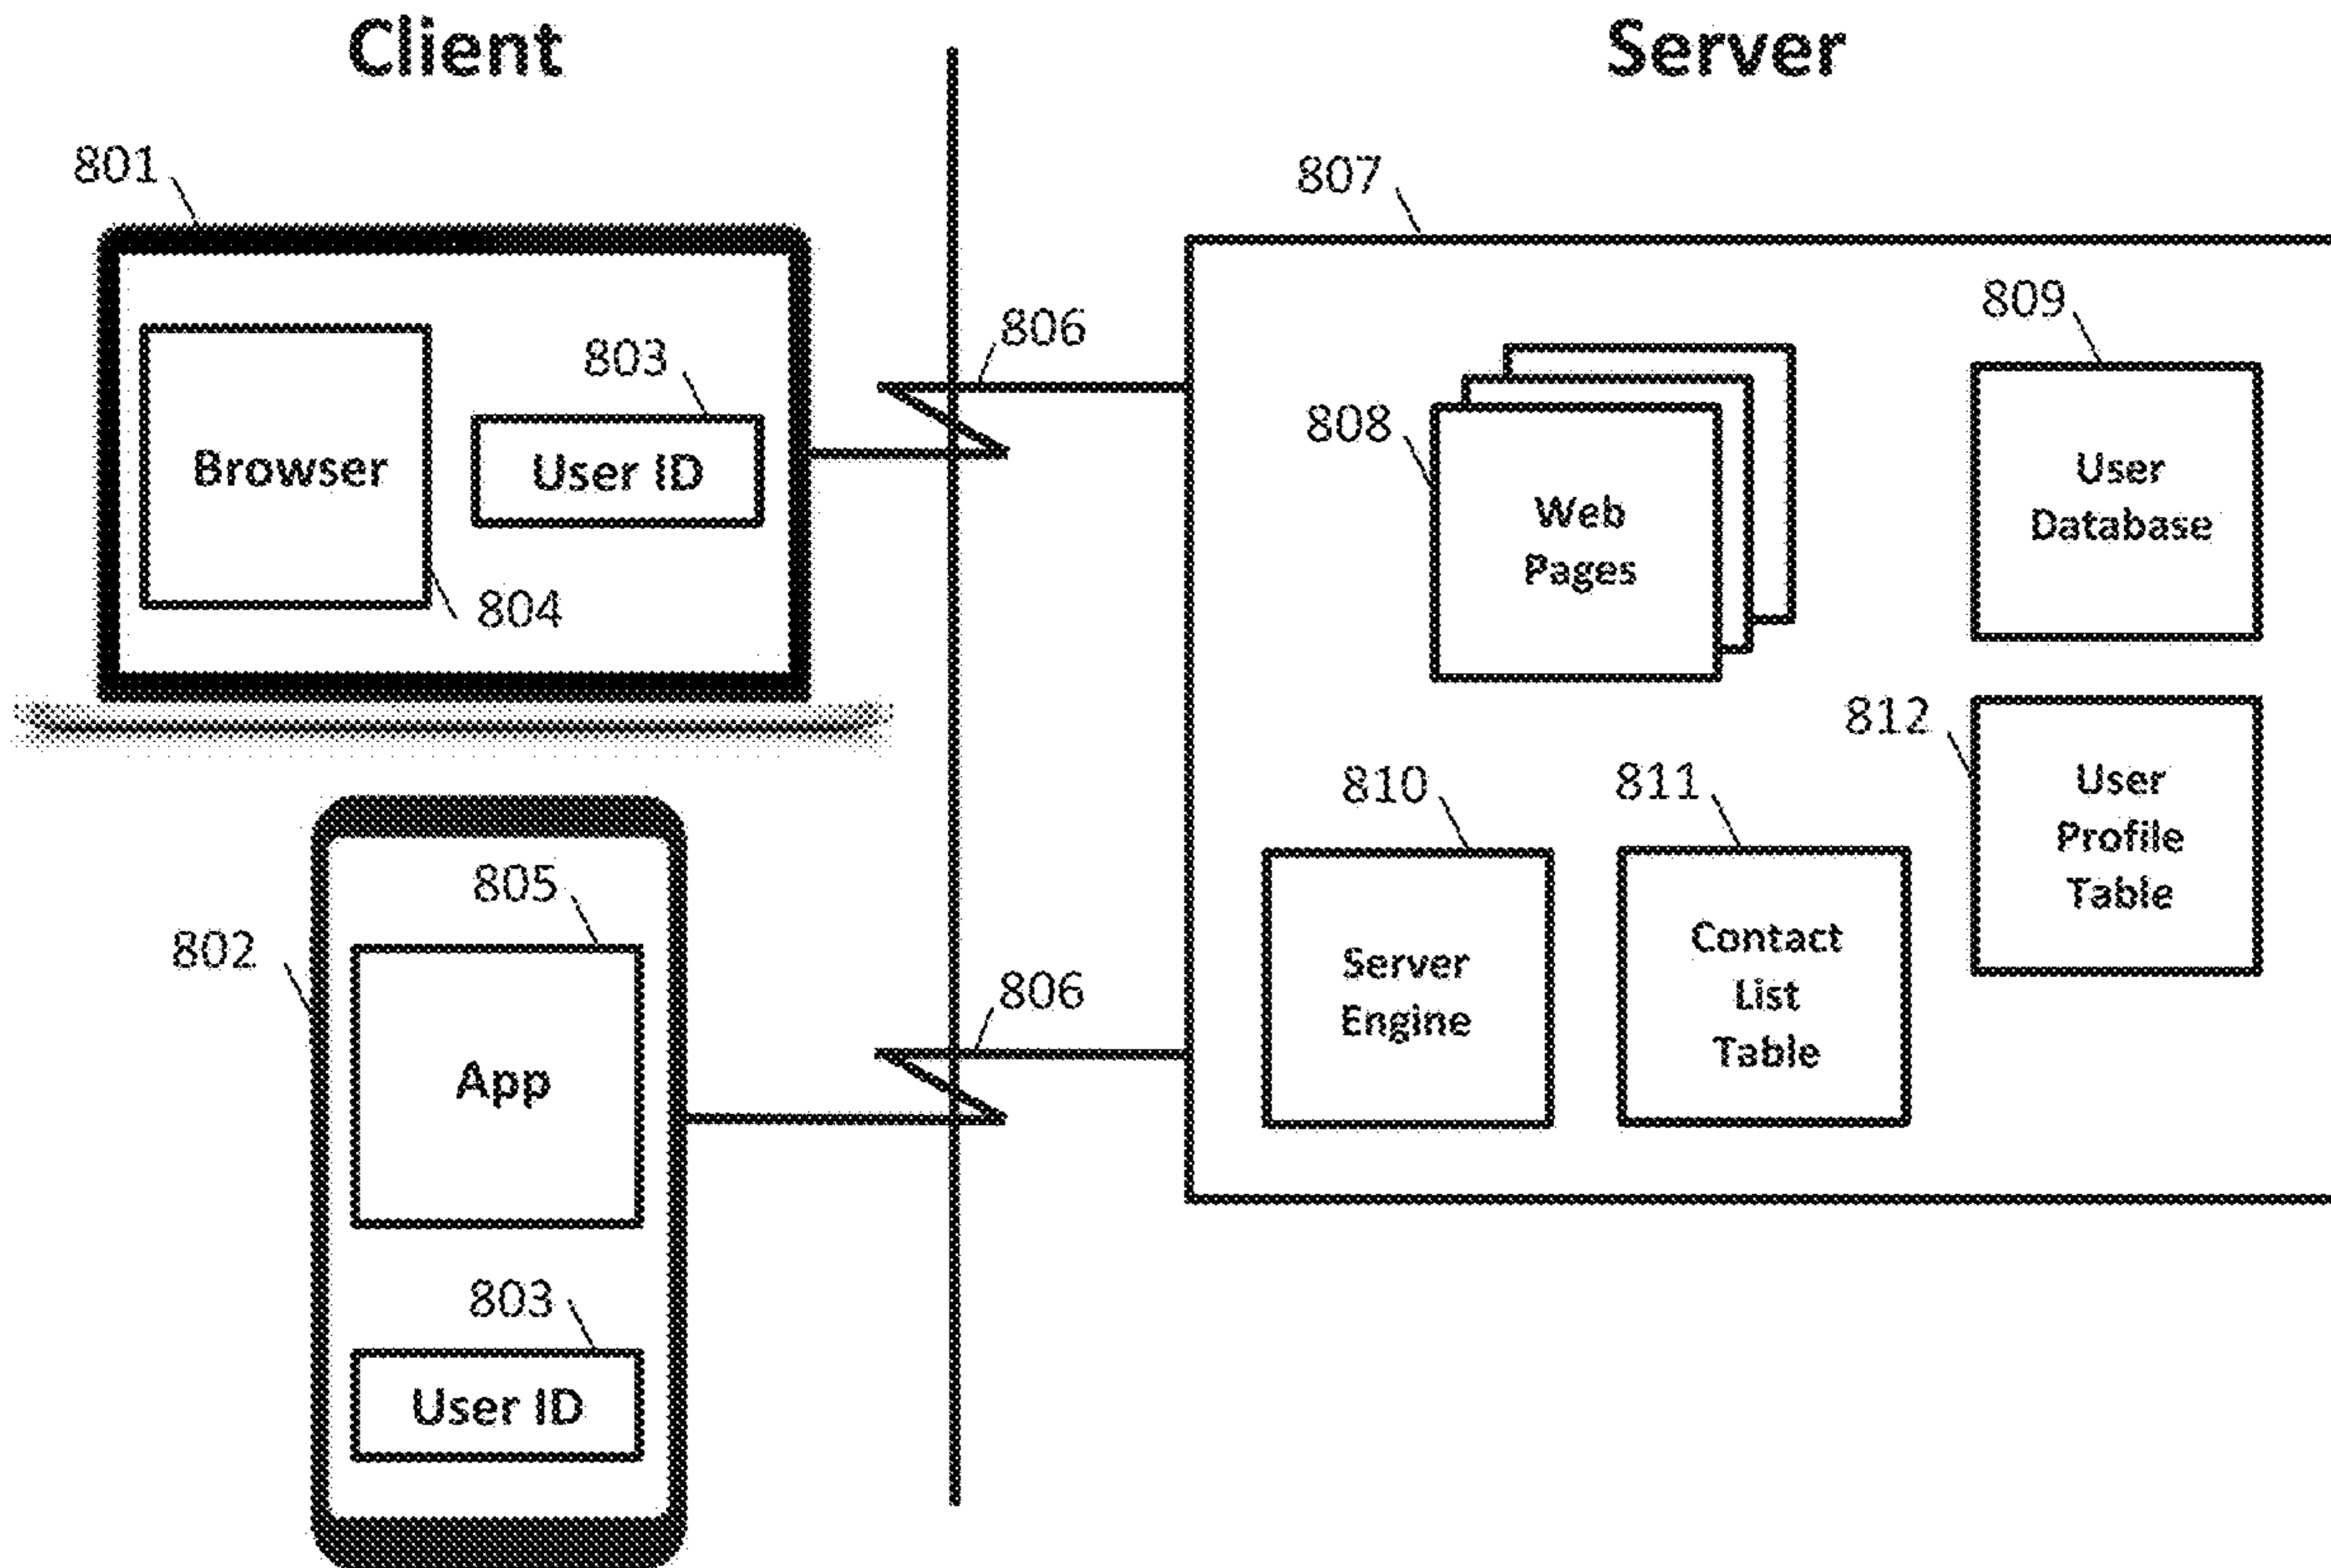 Client
Server
801
807
809
806
803
808
Browser
User ID
User
Database
Web
Pages
804
812
810
811
User
Profile
Table
805
802
Contact
List
Table
Server
Engine
806
App
803
User ID